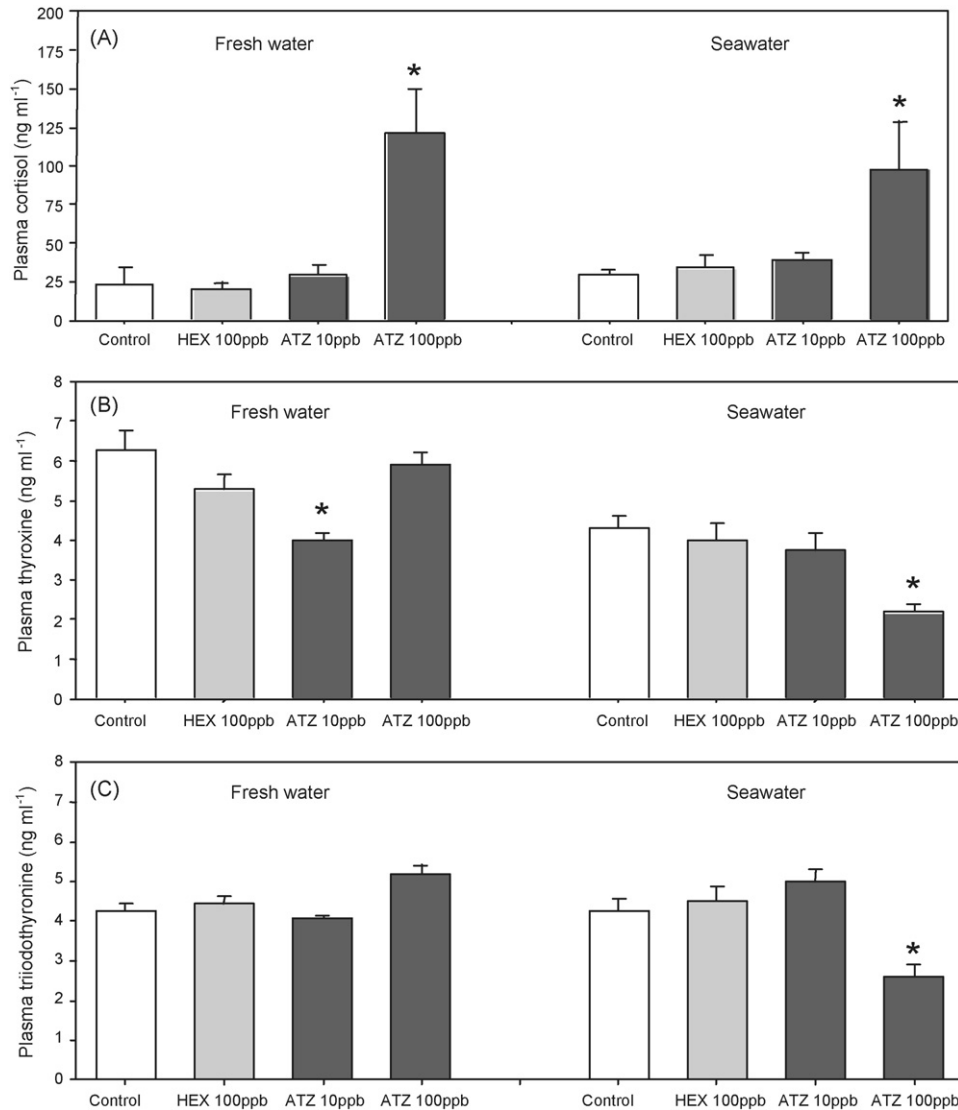 (A)
Fresh water
Seawater
Plasma cortisol (ng ml-1)
200
175
150
125
100
75
50
25
0
*
*
Control HEX 100ppb ATZ 10ppb ATZ 100ppb Control HEX 100ppb ATZ 10ppb ATZ 100ppb
(B)
Fresh water
Seawater
Plasma thyroxine (ng ml-1)
8
7
6
5
4
3
2
1
0
*
*
Control HEX 100ppb ATZ 10ppb ATZ 100ppb Control HEX 100ppb ATZ 10ppb ATZ 100ppb
(C)
Fresh water
Seawater
Plasma triiodothyronine (ng ml-1)
8
7
6
5
4
3
2
1
0
*
Control HEX 100ppb ATZ 10ppb ATZ 100ppb Control HEX 100ppb ATZ 10ppb ATZ 100ppb